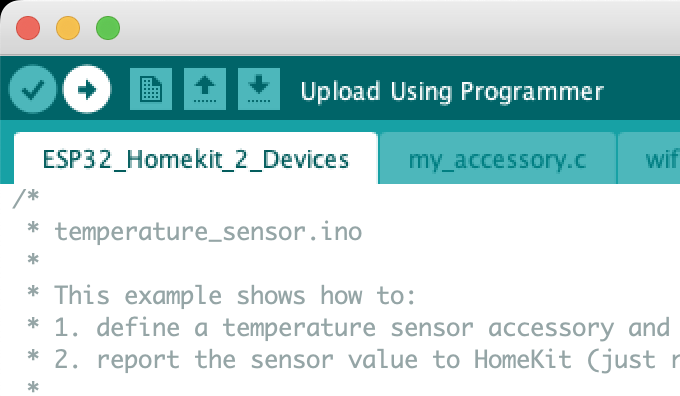 Upload Using Programmer
ESP32_Homekit_2_Devices my_accessory.c wif
/*
* temperature_sensor.ino
*
* This example shows how to:
* 1. define a temperature sensor accessory and
* 2. report the sensor value to HomeKit (just r
*